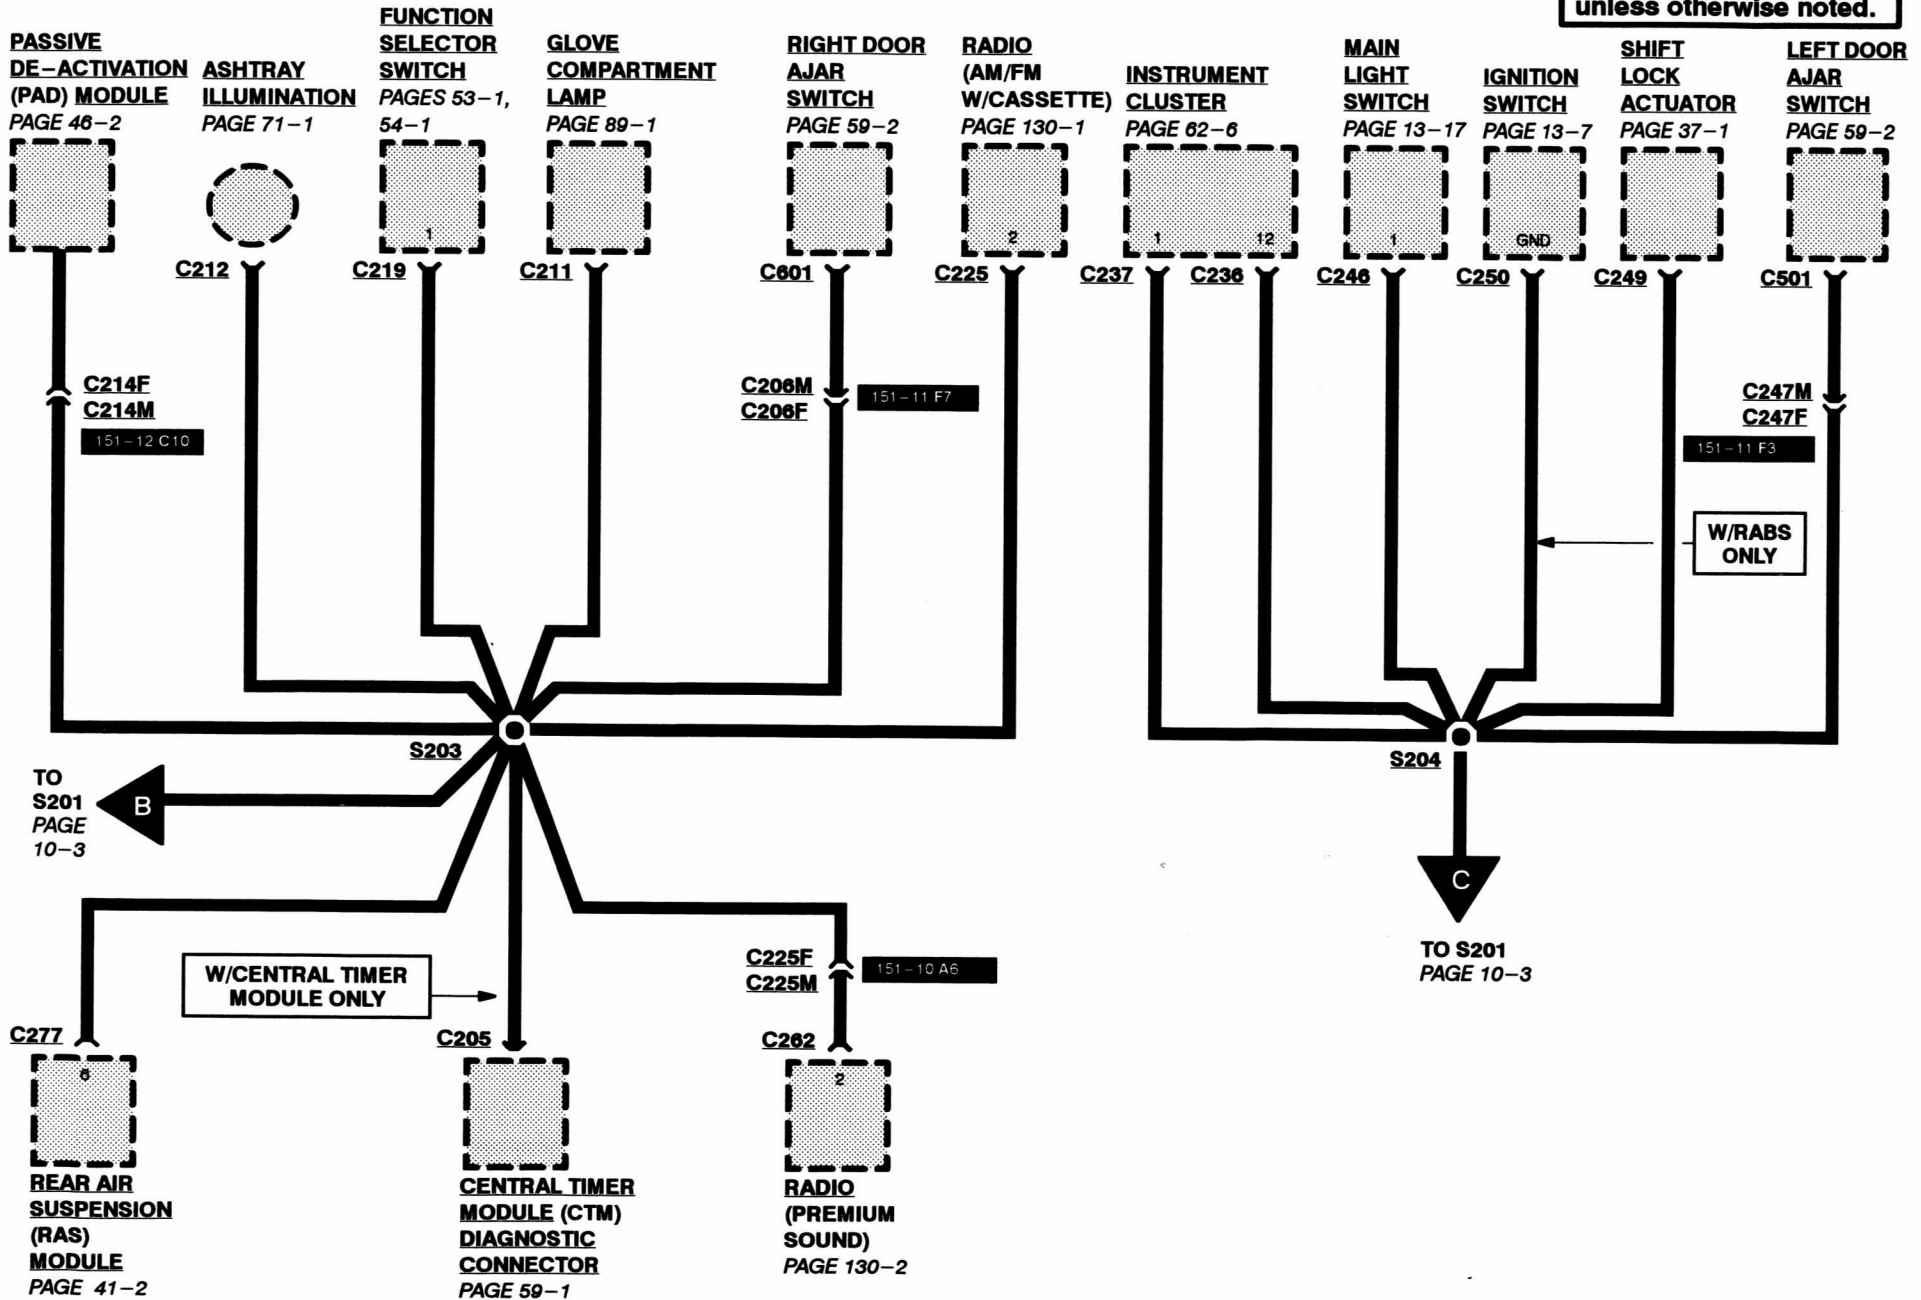 unless otherwise noted.
PASSIVE
DE-ACTIVATION
(PAD) MODULE
PAGE 46-2
ASHTRAY
ILLUMINATION
PAGE 71-1
FUNCTION
SELECTOR
SWITCH
PAGES 53-1,
54-1
GLOVE
COMPARTMENT
LAMP
PAGE 89-1
RIGHT DOOR
AJAR
SWITCH
PAGE 59-2
RADIO
(AM/FM
W/CASSETTE)
PAGE 130-1
INSTRUMENT
CLUSTER
PAGE 62-6
MAIN
LIGHT
SWITCH
PAGE 13-17
IGNITION
SWITCH
PAGE 13-7
SHIFT
LOCK
ACTUATOR
PAGE 37-1
LEFT DOOR
AJAR
SWITCH
PAGE 59-2
1
2
1
12
1
GND
C212
C219
C211
C601
C225
C237
C236
C246
C250
C249
C501
C214F
C214M
151-12 C10
C206M
C206F
151-11 F7
C247M
C247F
151-11 F3
W/RABS
ONLY
S203
S204
TO
S201
PAGE
10-3
B
C
TO S201
PAGE 10-3
W/CENTRAL TIMER
MODULE ONLY
C225F
C225M
151-10 A6
C277
C205
C262
6
2
REAR AIR
SUSPENSION
(RAS)
MODULE
PAGE 41-2
CENTRAL TIMER
MODULE (CTM)
DIAGNOSTIC
CONNECTOR
PAGE 59-1
RADIO
(PREMIUM
SOUND)
PAGE 130-2